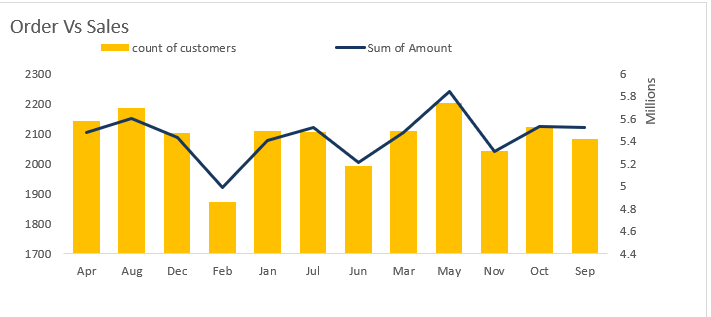 Order Vs Sales
count of customers Sum of Amount
2300 6
2200 5.8
2100 5.6
2000 5.4
1900 5.2
1800 5
1700 4.8
4.6
4.4
Millions
Apr Aug Dec Feb Jan Jul Jun Mar May Nov Oct Sep